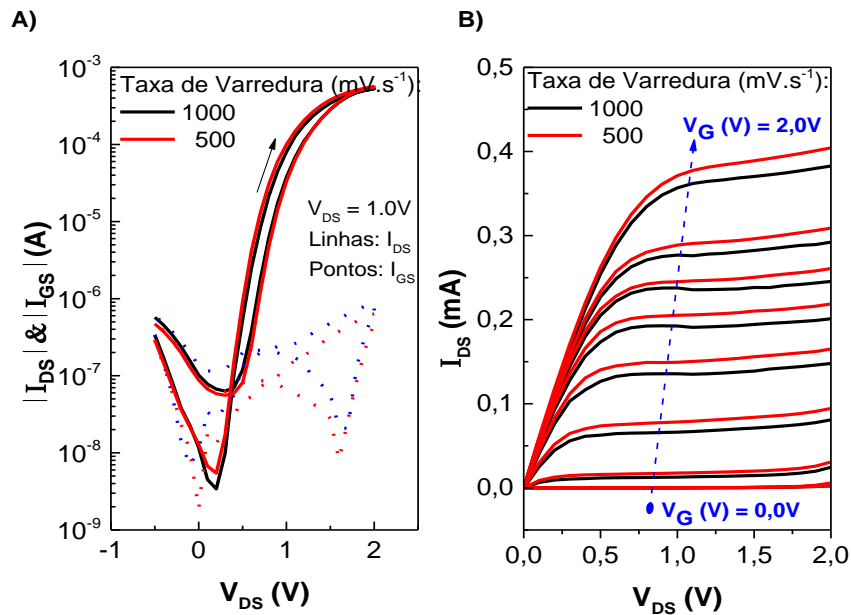 A)
B)
10⁻³
10⁻⁴
10⁻⁵
10⁻⁶
10⁻⁷
10⁻⁸
10⁻⁹
|I_DS| & |I_GS| (A)
Taxa de Varredura (mV.s⁻¹):
1000
500
V_DS = 1.0V
Linhas: I_DS
Pontos: I_GS
-1
0
1
2
V_DS (V)
0,5
0,4
0,3
0,2
0,1
0,0
I_DS (mA)
Taxa de Varredura (mV.s⁻¹):
1000
500
V_G (V) = 2,0V
V_G (V) = 0,0V
0,0
0,5
1,0
1,5
2,0
V_DS (V)